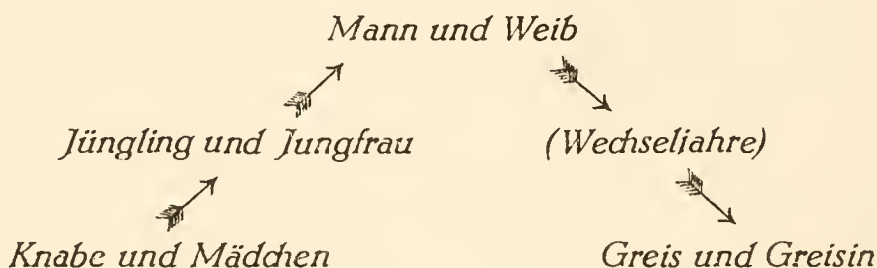 Mann und Weib
Jüngling und Jungfrau (Wechseljahre)
Knabe und Mädchen Greis und Greisin